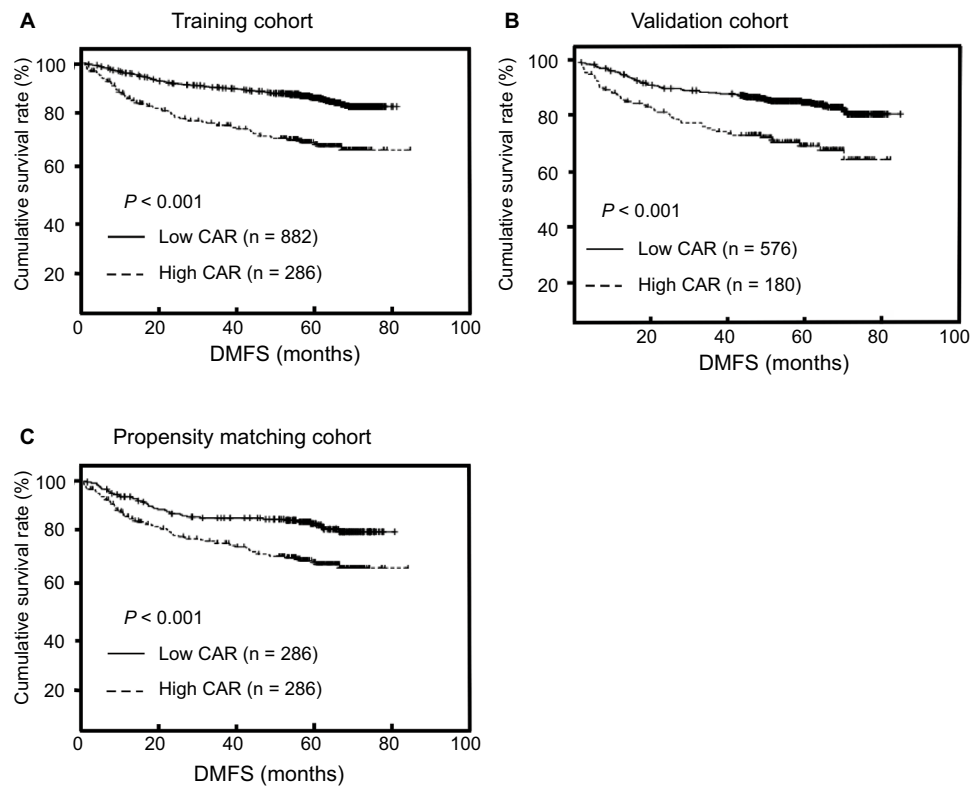 A Training cohort
Cumulative survival rate (%)
100
80
60
40
20
P < 0.001
Low CAR (n = 882)
High CAR (n = 286)
0 20 40 60 80 100
DMFS (months)
B Validation cohort
Cumulative survival rate (%)
100
80
60
40
20
P < 0.001
Low CAR (n = 576)
High CAR (n = 180)
20 40 60 80 100
DMFS (months)
C Propensity matching cohort
Cumulative survival rate (%)
100
80
60
40
20
P < 0.001
Low CAR (n = 286)
High CAR (n = 286)
0 20 40 60 80 100
DMFS (months)